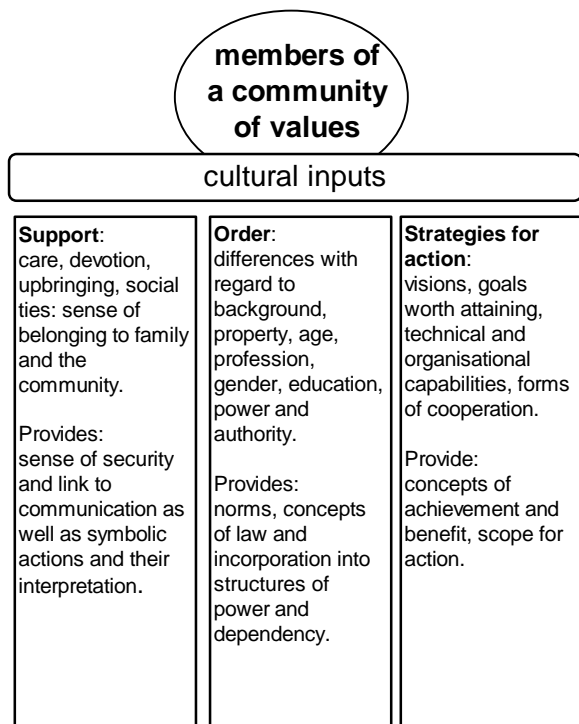 members of
a community
of values
cultural inputs
Support:
care, devotion,
upbringing, social
ties: sense of
belonging to family
and the
community.
Provides:
sense of security
and link to
communication as
well as symbolic
actions and their
interpretation.
Order:
differences with
regard to
background,
property, age,
profession,
gender, education,
power and
authority.
Provides:
norms, concepts
of law and
incorporation into
structures of
power and
dependency.
Strategies for
action:
visions, goals
worth attaining,
technical and
organisational
capabilities, forms
of cooperation.
Provide:
concepts of
achievement and
benefit, scope for
action.